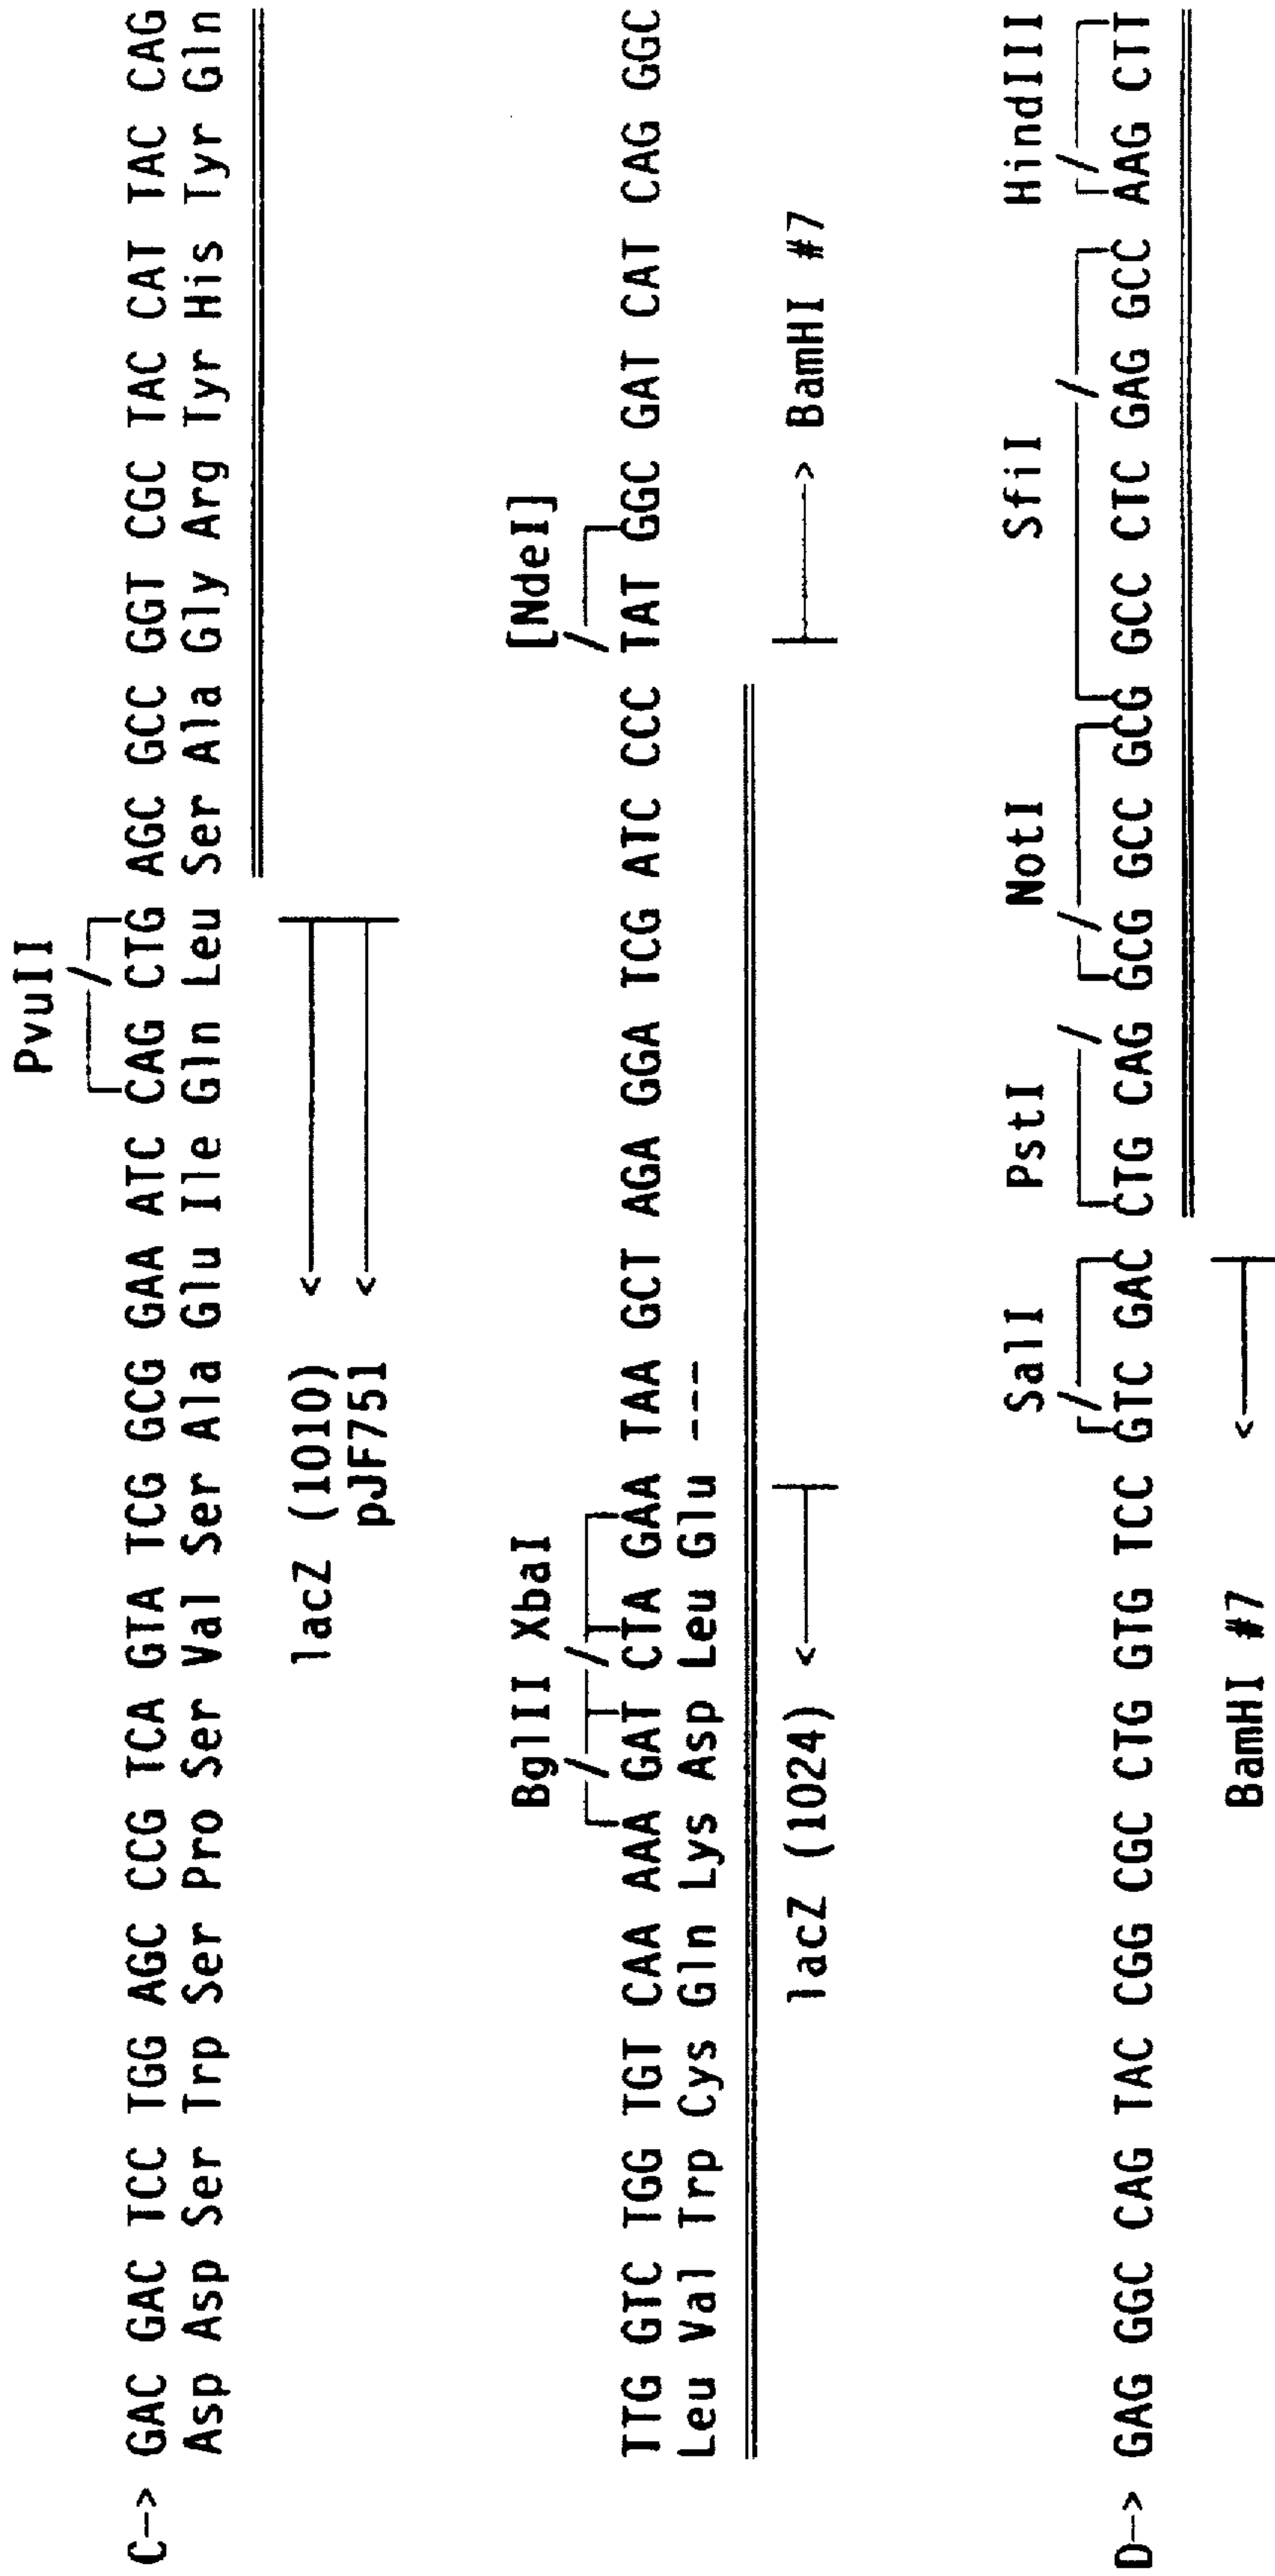 PvuII
C--> GAC GAC TCC TGG AGC CCG TCA GTA TCG GCG GAA ATC CAG CTG AGC GCC GGT CGC TAC CAT TAC CAG
Asp Asp Ser Trp Ser Pro Ser Val Ser Ala Glu Ile Gln Leu Ser Ala Gly Arg Tyr His Tyr Gln
lacZ (1010) <
pJF751 <
BglII XbaI [NdeI]
TTG GTC TGG TGT CAA AAA GAT CTA GAA TAA GCT AGA GGA TCG ATC CCC TAT GGC GAT CAT CAG GGC
Leu Val Trp Cys Gln Lys Asp Leu Glu ---
lacZ (1024) < > BamHI #7
SalI PstI NotI SfiI HindIII
D--> GAG GGC CAG TAC CGG CGC CTG GTG TCC GTC GAC CTG CAG GCG GCC GCG GCC CTC GAG GCC AAG CTT
BamHI #7 <